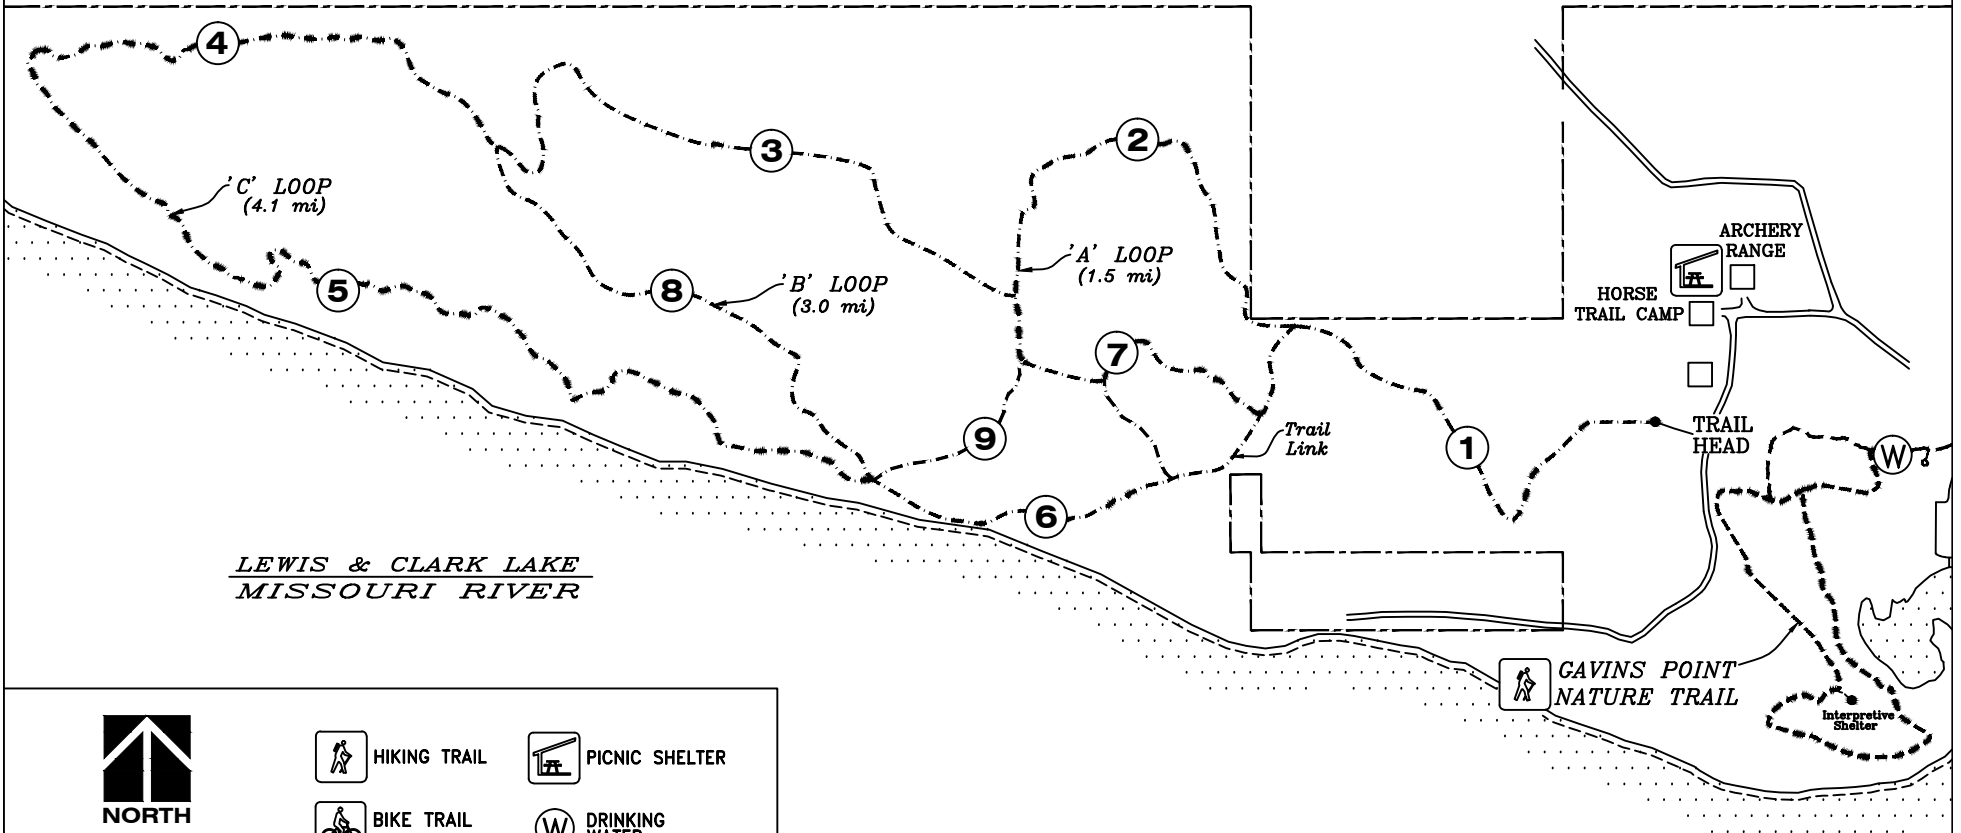 4
2
3
'C' LOOP
(4.1 mi)
ARCHERY
RANGE
'A' LOOP
(1.5 mi)
5
8
'B' LOOP
(3.0 mi)
HORSE
TRAIL CAMP
7
9
Trail
Link
1
TRAIL
HEAD
W
6
LEWIS & CLARK LAKE
MISSOURI RIVER
GAVINS POINT
NATURE TRAIL
Interpretive
Shelter
HIKING TRAIL
PICNIC SHELTER
NORTH
BIKE TRAIL
W
DRINKING
WATER